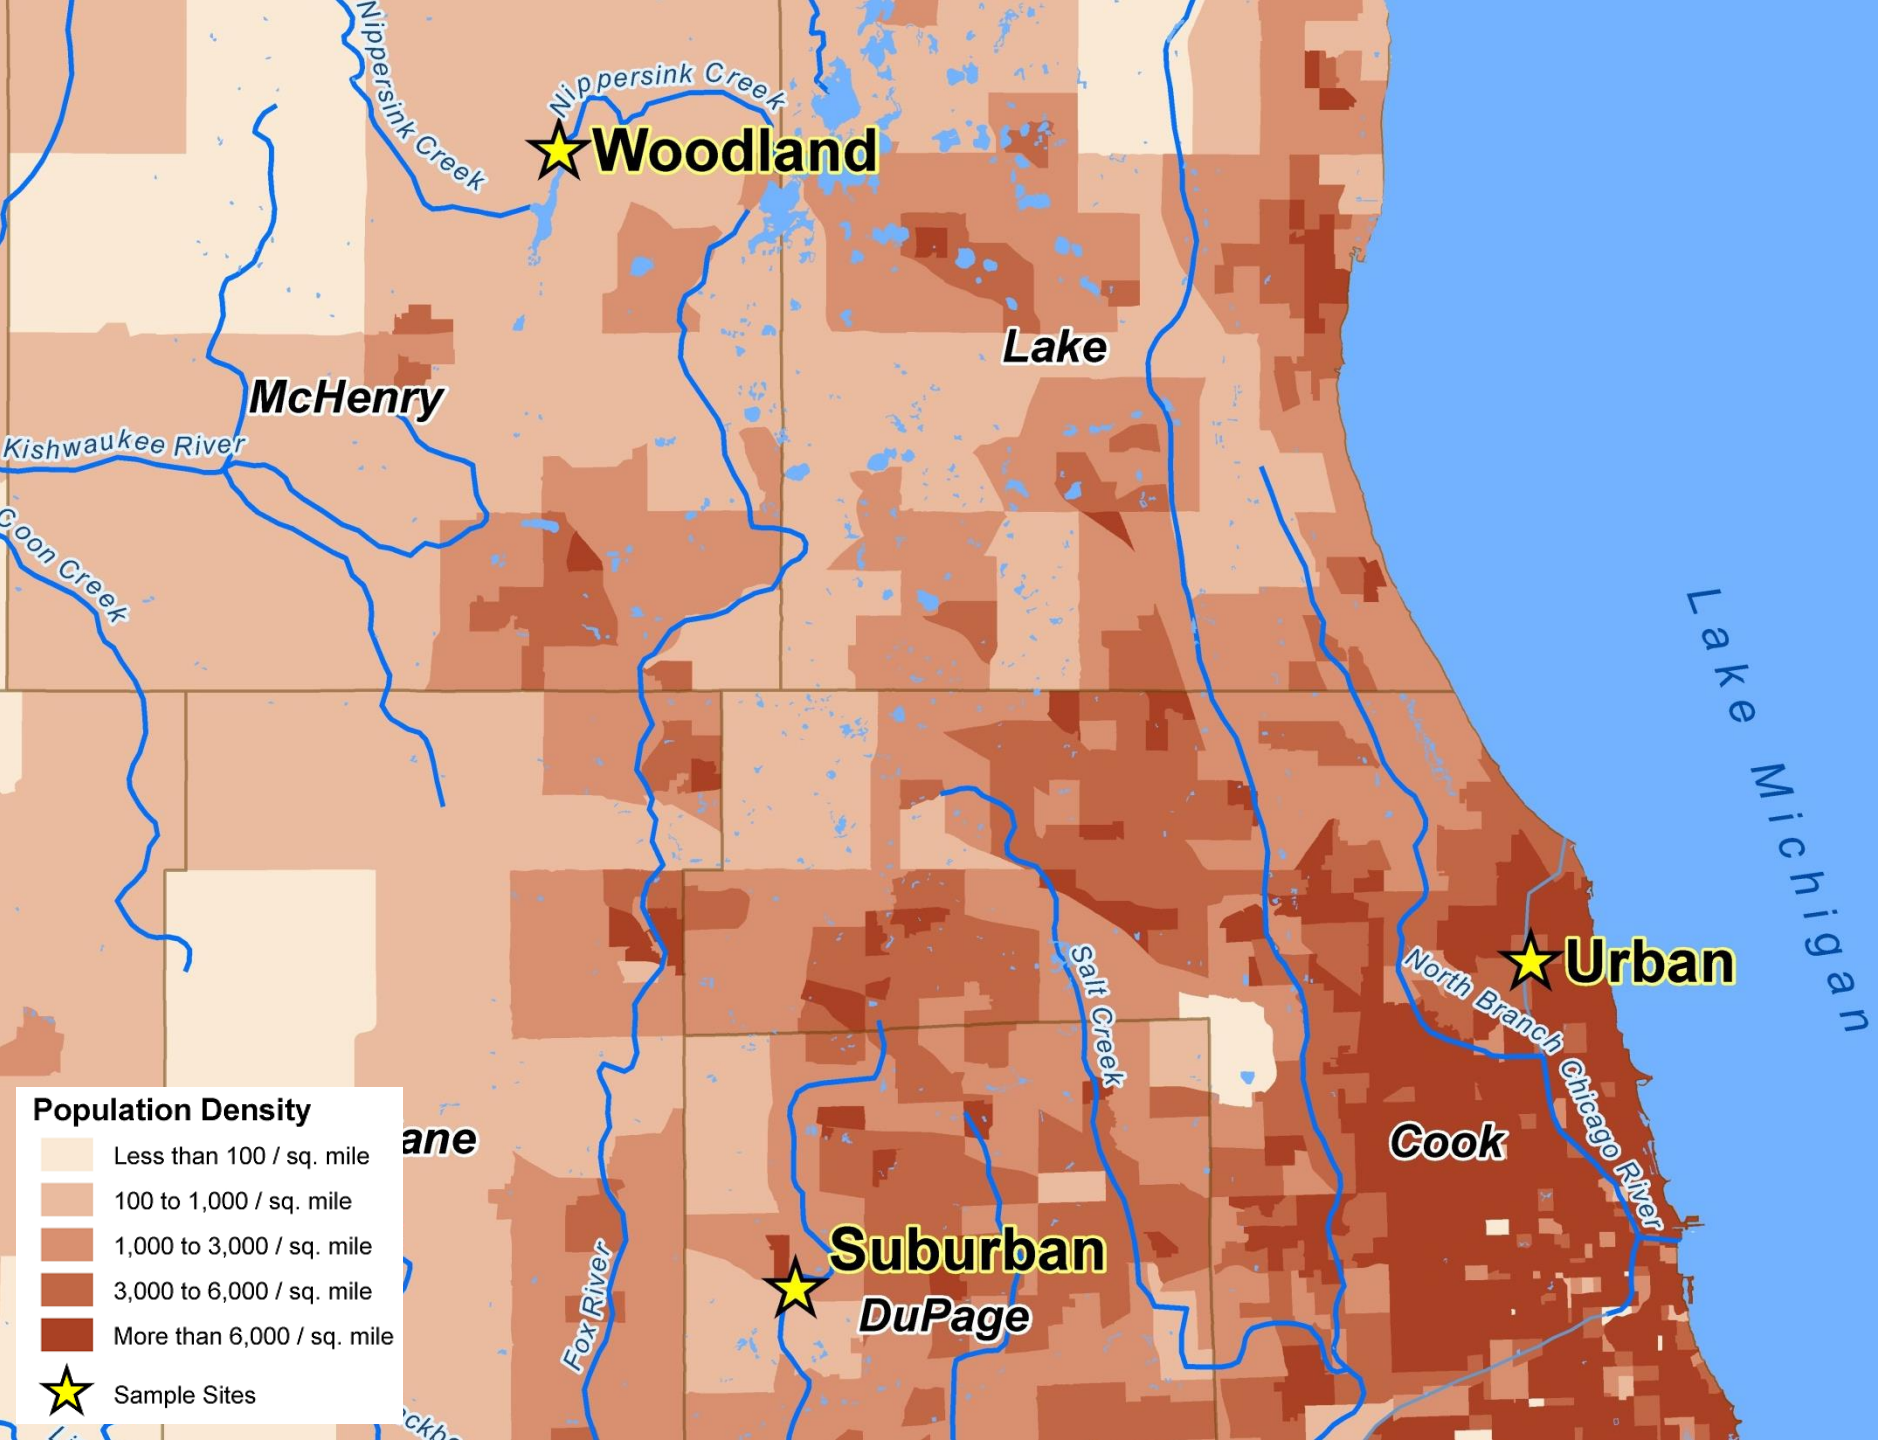 Nippersink Creek
Nippersink Creek
Woodland
Lake
McHenry
Kishwaukee River
Coon Creek
Lake Michigan
Urban
North Branch Chicago River
Salt Creek
Cook
Population Density
Less than 100 / sq. mile
100 to 1,000 / sq. mile
1,000 to 3,000 / sq. mile
3,000 to 6,000 / sq. mile
More than 6,000 / sq. mile
Sample Sites
ane
Suburban
DuPage
Fox River